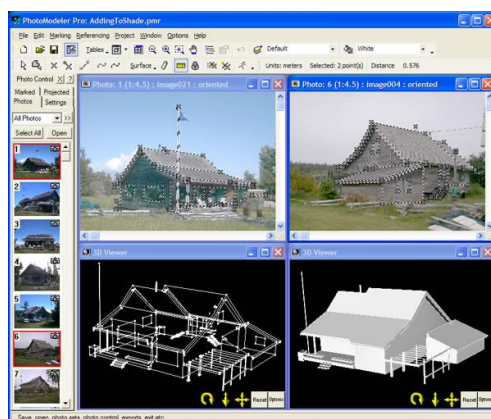 PhotoModeler Pro: AddingToShade.pmr
File Edit Marking Referencing Project Window Options Help
Tables Default White
Surface Units: meters Selected: 2 point(s) Distance 0.576
Photo Control X ?
Marked Photos Projected Settings
All Photos >>
Select All Open
1
2
3
4
5
6
7
Photo: 1 (1:4.5) : image021 : oriented
Photo: 6 (1:4.5) : image004 : oriented
3D Viewer
Reset Options
3D Viewer
Reset Options
Save, open, photo sets, photo control, exports, exit etc.